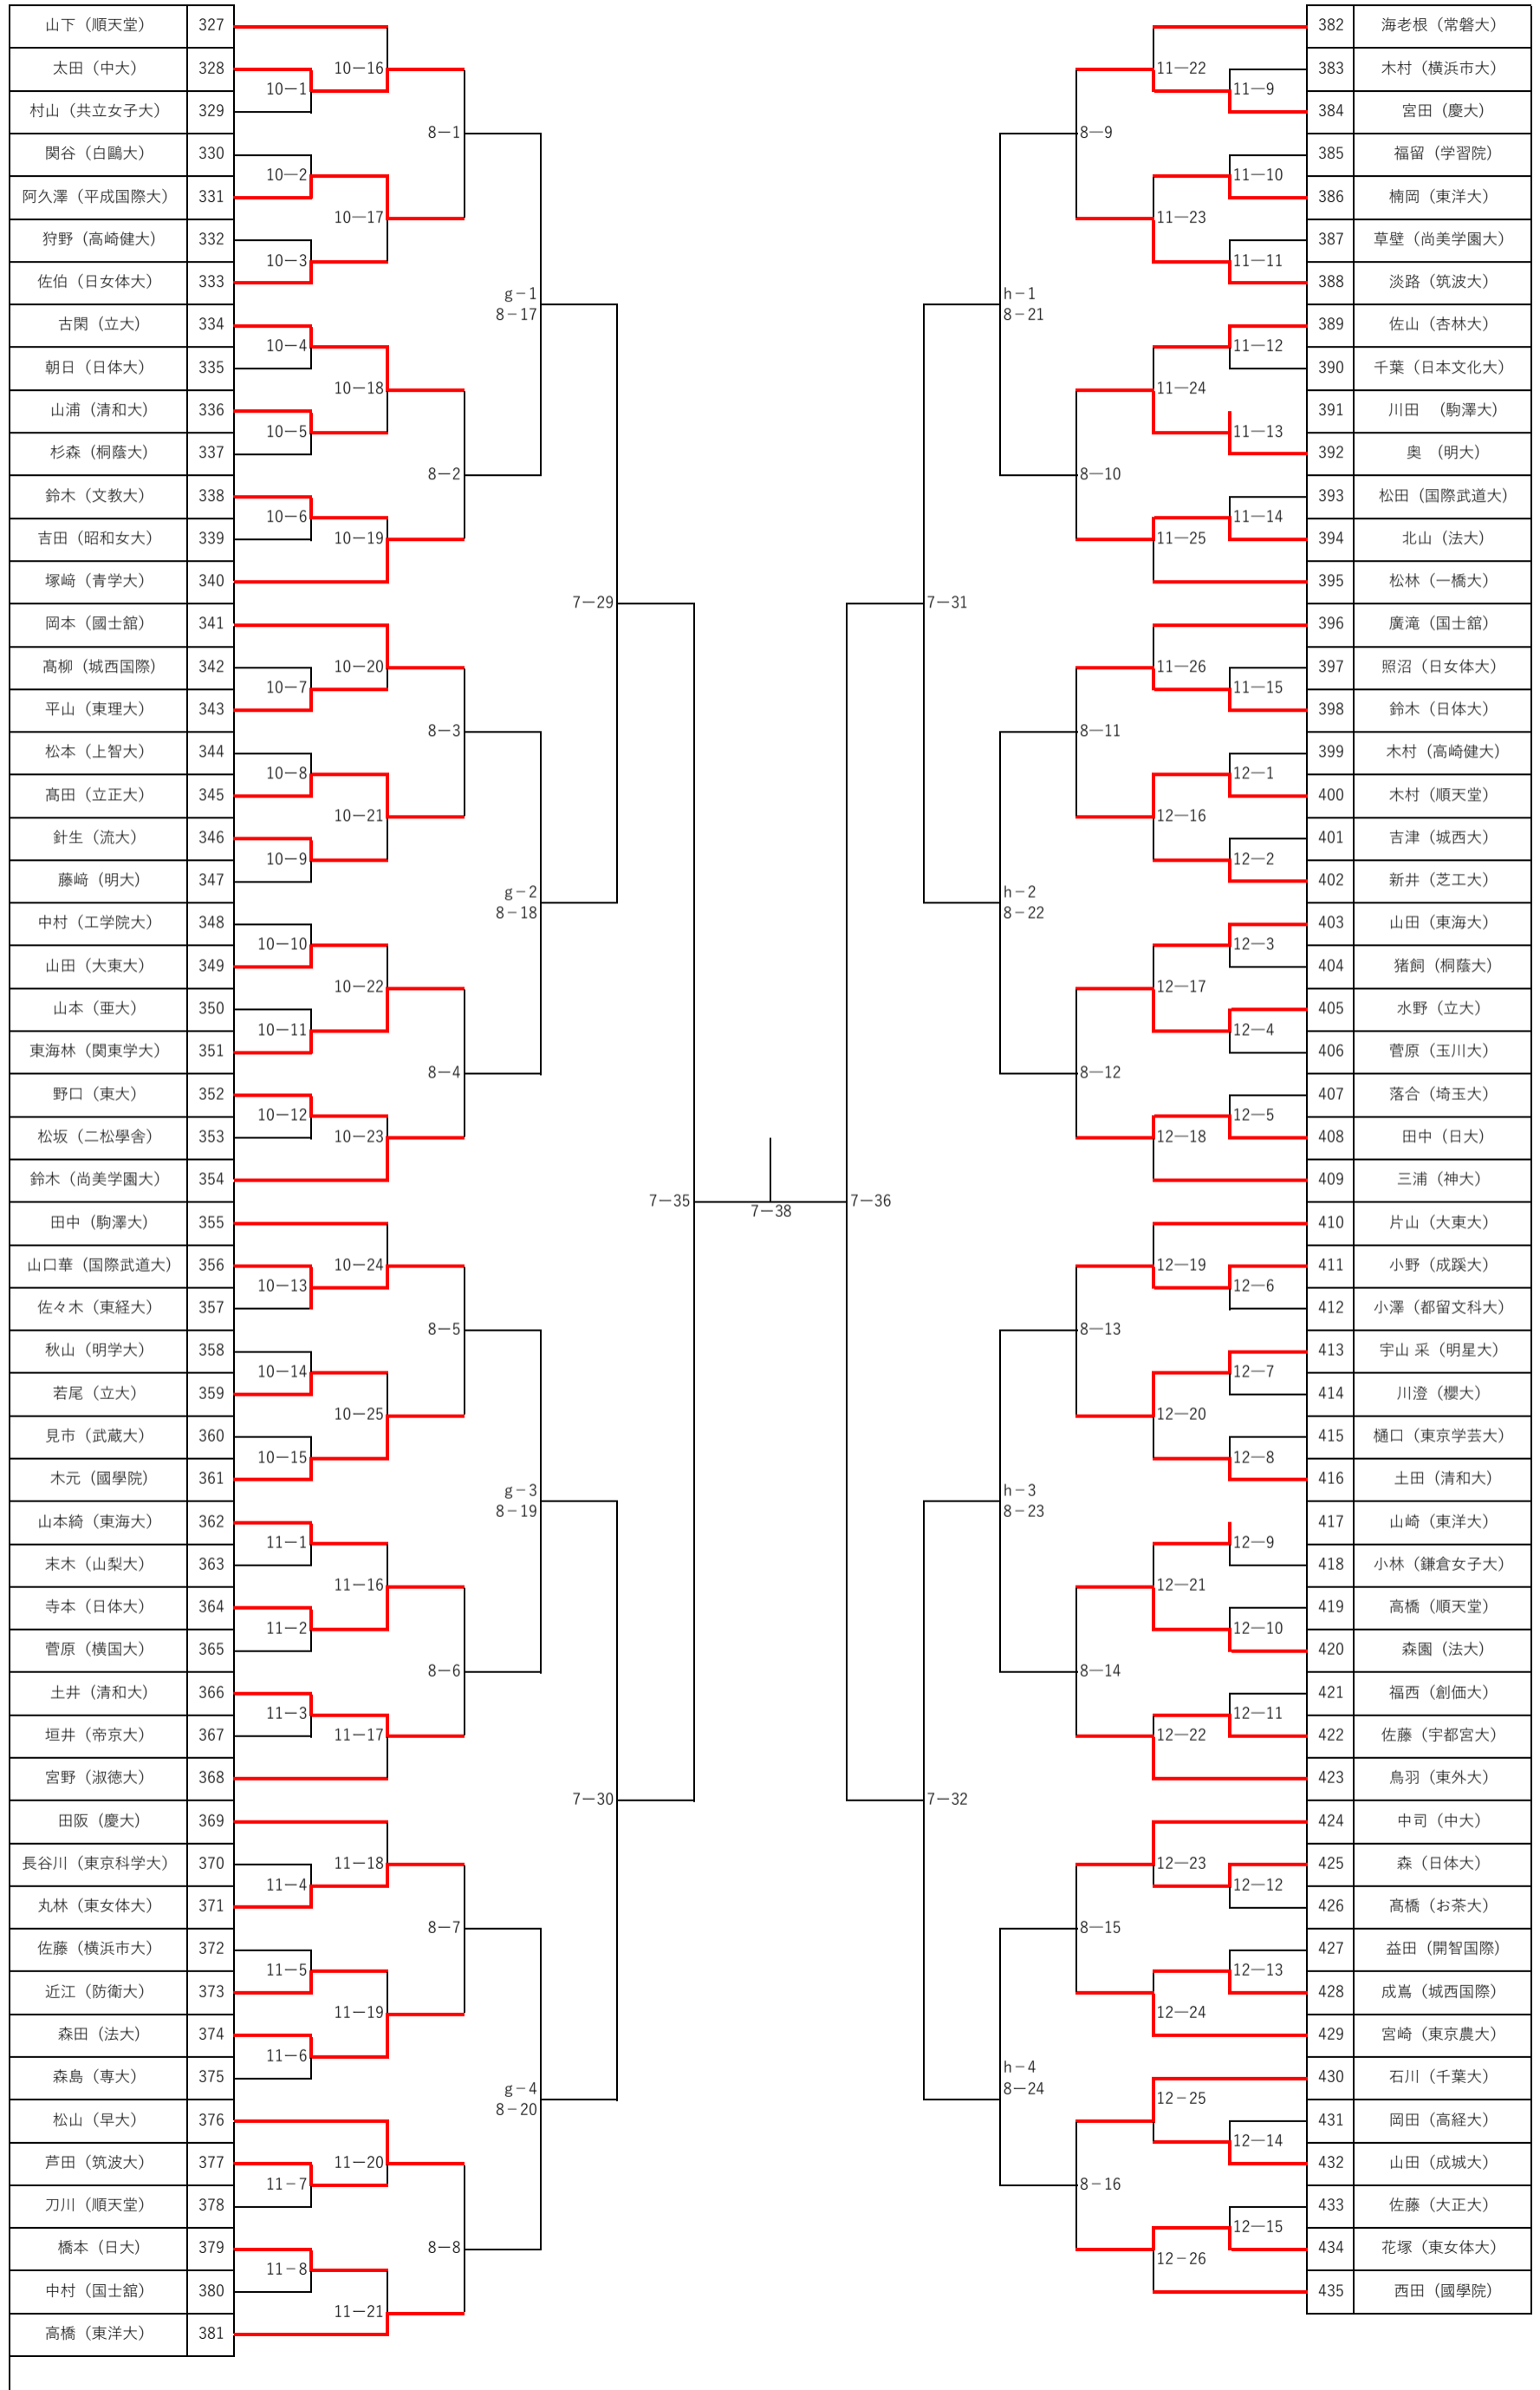 山下（順天堂） 327
太田（中大） 328
村山（共立女子大） 329
関谷（白鷗大） 330
阿久澤（平成国際大） 331
狩野（高崎健大） 332
佐伯（日女体大） 333
古閑（立大） 334
朝日（日体大） 335
山浦（清和大） 336
杉森（桐蔭大） 337
鈴木（文教大） 338
吉田（昭和女大） 339
塚﨑（青学大） 340
岡本（國士舘） 341
髙柳（城西国際） 342
平山（東理大） 343
松本（上智大） 344
髙田（立正大） 345
針生（流大） 346
藤﨑（明大） 347
中村（工学院大） 348
山田（大東大） 349
山本（亜大） 350
東海林（関東学大） 351
野口（東大） 352
松坂（二松學舎） 353
鈴木（尚美学園大） 354
田中（駒澤大） 355
山口華（国際武道大） 356
佐々木（東経大） 357
秋山（明学大） 358
若尾（立大） 359
見市（武蔵大） 360
木元（國學院） 361
山本綺（東海大） 362
末木（山梨大） 363
寺本（日体大） 364
菅原（横国大） 365
土井（清和大） 366
垣井（帝京大） 367
宮野（淑徳大） 368
田阪（慶大） 369
長谷川（東京科学大） 370
丸林（東女体大） 371
佐藤（横浜市大） 372
近江（防衛大） 373
森田（法大） 374
森島（専大） 375
松山（早大） 376
芦田（筑波大） 377
刀川（順天堂） 378
橋本（日大） 379
中村（国士舘） 380
高橋（東洋大） 381
10－1
10－2
10－3
10－4
10－5
10－6
10－7
10－8
10－9
10－10
10－11
10－12
10－13
10－14
10－15
11－1
11－2
11－3
11－4
11－5
11－6
11－7
11－8
10－16
10－17
10－18
10－19
10－20
10－21
10－22
10－23
10－24
10－25
11－16
11－17
11－18
11－19
11－20
11－21
8－1
8－2
8－3
8－4
8－5
8－6
8－7
8－8
g－1
8－17
g－2
8－18
g－3
8－19
g－4
8－20
7－29
7－30
7－35
7－38
7－36
7－31
7－32
h－1
8－21
h－2
8－22
h－3
8－23
h－4
8－24
8－9
8－10
8－11
8－12
8－13
8－14
8－15
8－16
11－22
11－23
11－24
11－25
11－26
12－16
12－17
12－18
12－19
12－20
12－21
12－22
12－23
12－24
12－25
12－26
11－9
11－10
11－11
11－12
11－13
11－14
11－15
12－1
12－2
12－3
12－4
12－5
12－6
12－7
12－8
12－9
12－10
12－11
12－12
12－13
12－14
12－15
382 海老根（常磐大）
383 木村（横浜市大）
384 宮田（慶大）
385 福留（学習院）
386 楠岡（東洋大）
387 草壁（尚美学園大）
388 淡路（筑波大）
389 佐山（杏林大）
390 千葉（日本文化大）
391 川田　（駒澤大）
392 奥　（明大）
393 松田（国際武道大）
394 北山（法大）
395 松林（一橋大）
396 廣滝（国士舘）
397 照沼（日女体大）
398 鈴木（日体大）
399 木村（高崎健大）
400 木村（順天堂）
401 吉津（城西大）
402 新井（芝工大）
403 山田（東海大）
404 猪飼（桐蔭大）
405 水野（立大）
406 菅原（玉川大）
407 落合（埼玉大）
408 田中（日大）
409 三浦（神大）
410 片山（大東大）
411 小野（成蹊大）
412 小澤（都留文科大）
413 宇山 采（明星大）
414 川澄（櫻大）
415 樋口（東京学芸大）
416 土田（清和大）
417 山崎（東洋大）
418 小林（鎌倉女子大）
419 高橋（順天堂）
420 森園（法大）
421 福西（創価大）
422 佐藤（宇都宮大）
423 鳥羽（東外大）
424 中司（中大）
425 森（日体大）
426 髙橋（お茶大）
427 益田（開智国際）
428 成嶌（城西国際）
429 宮崎（東京農大）
430 石川（千葉大）
431 岡田（高経大）
432 山田（成城大）
433 佐藤（大正大）
434 花塚（東女体大）
435 西田（國學院）